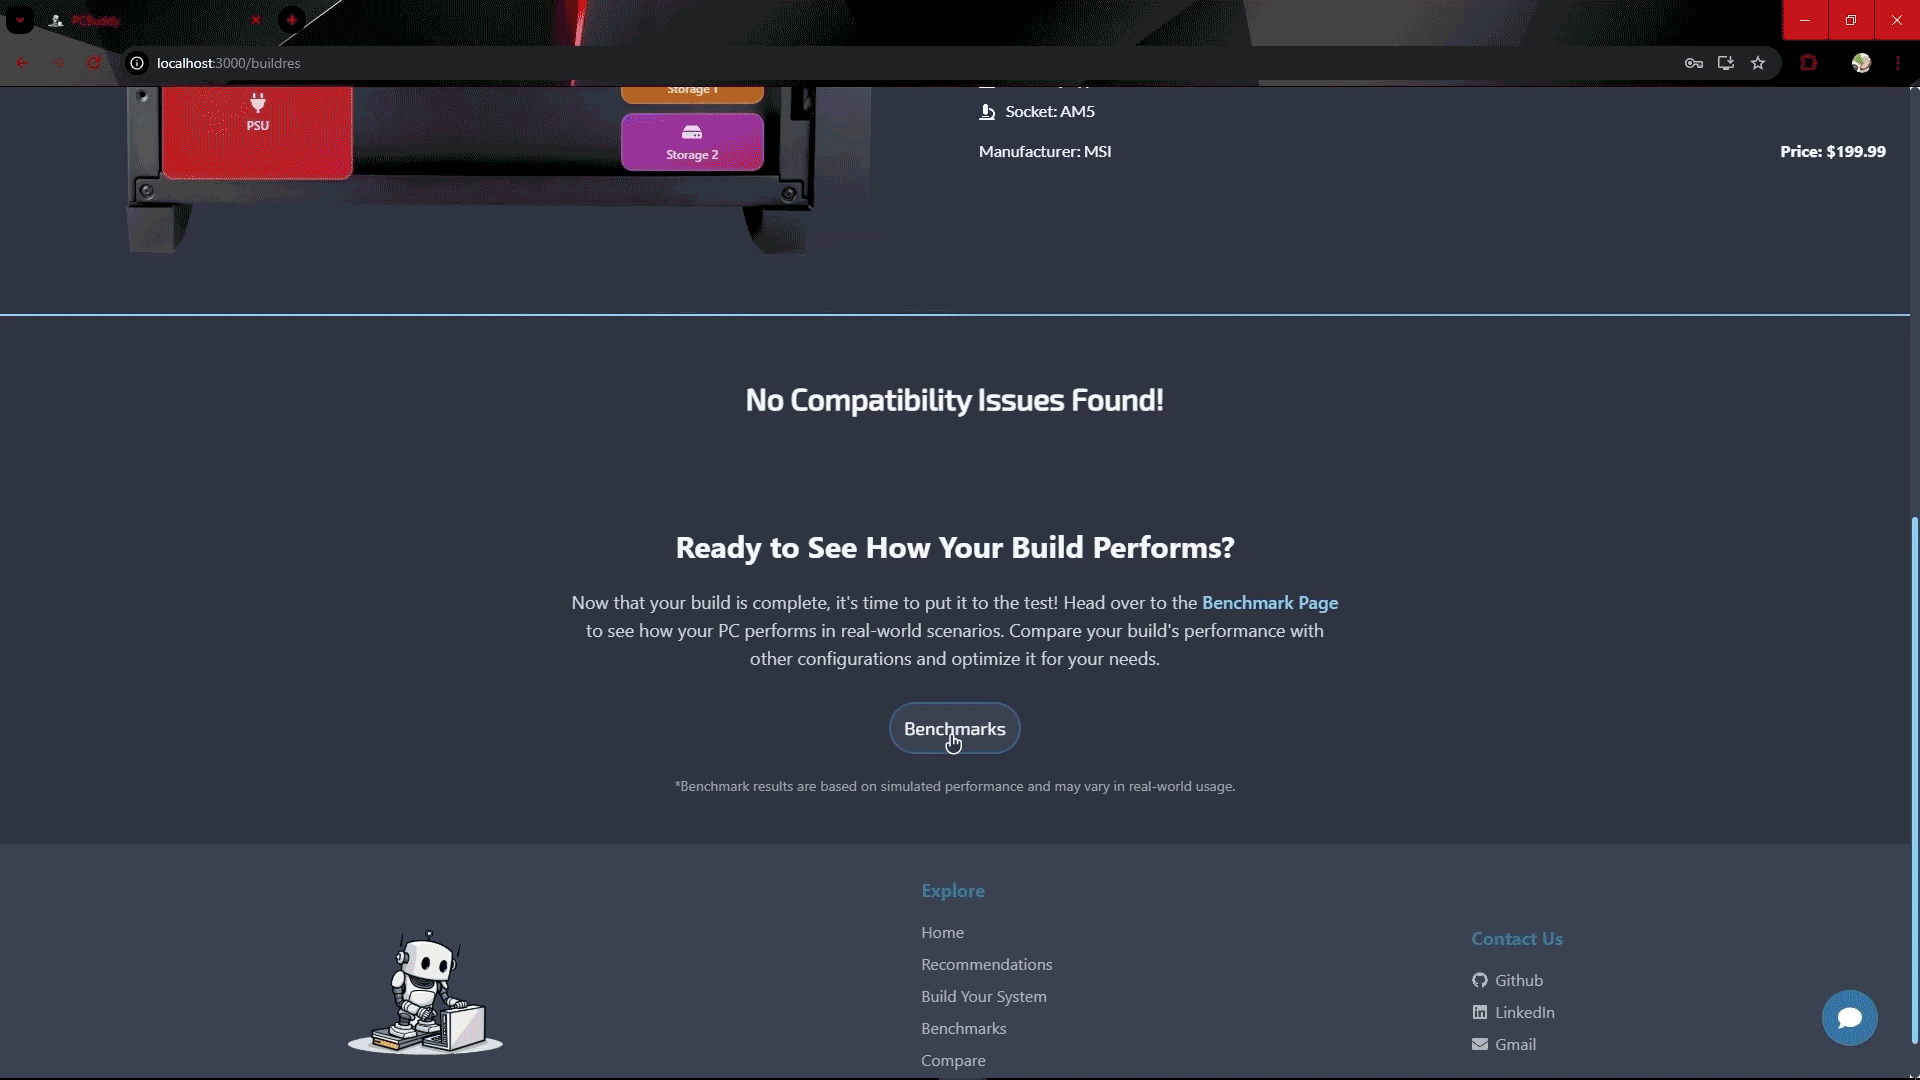 PCBuddy
localhost:3000/buildres
Storage 1
PSU
Storage 2
Socket: AM5
Manufacturer: MSI
Price: $199.99
No Compatibility Issues Found!
Ready to See How Your Build Performs?
Now that your build is complete, it's time to put it to the test! Head over to the Benchmark Page
to see how your PC performs in real-world scenarios. Compare your build's performance with
other configurations and optimize it for your needs.
Benchmarks
*Benchmark results are based on simulated performance and may vary in real-world usage.
Explore
Home
Recommendations
Build Your System
Benchmarks
Compare
Contact Us
Github
LinkedIn
Gmail